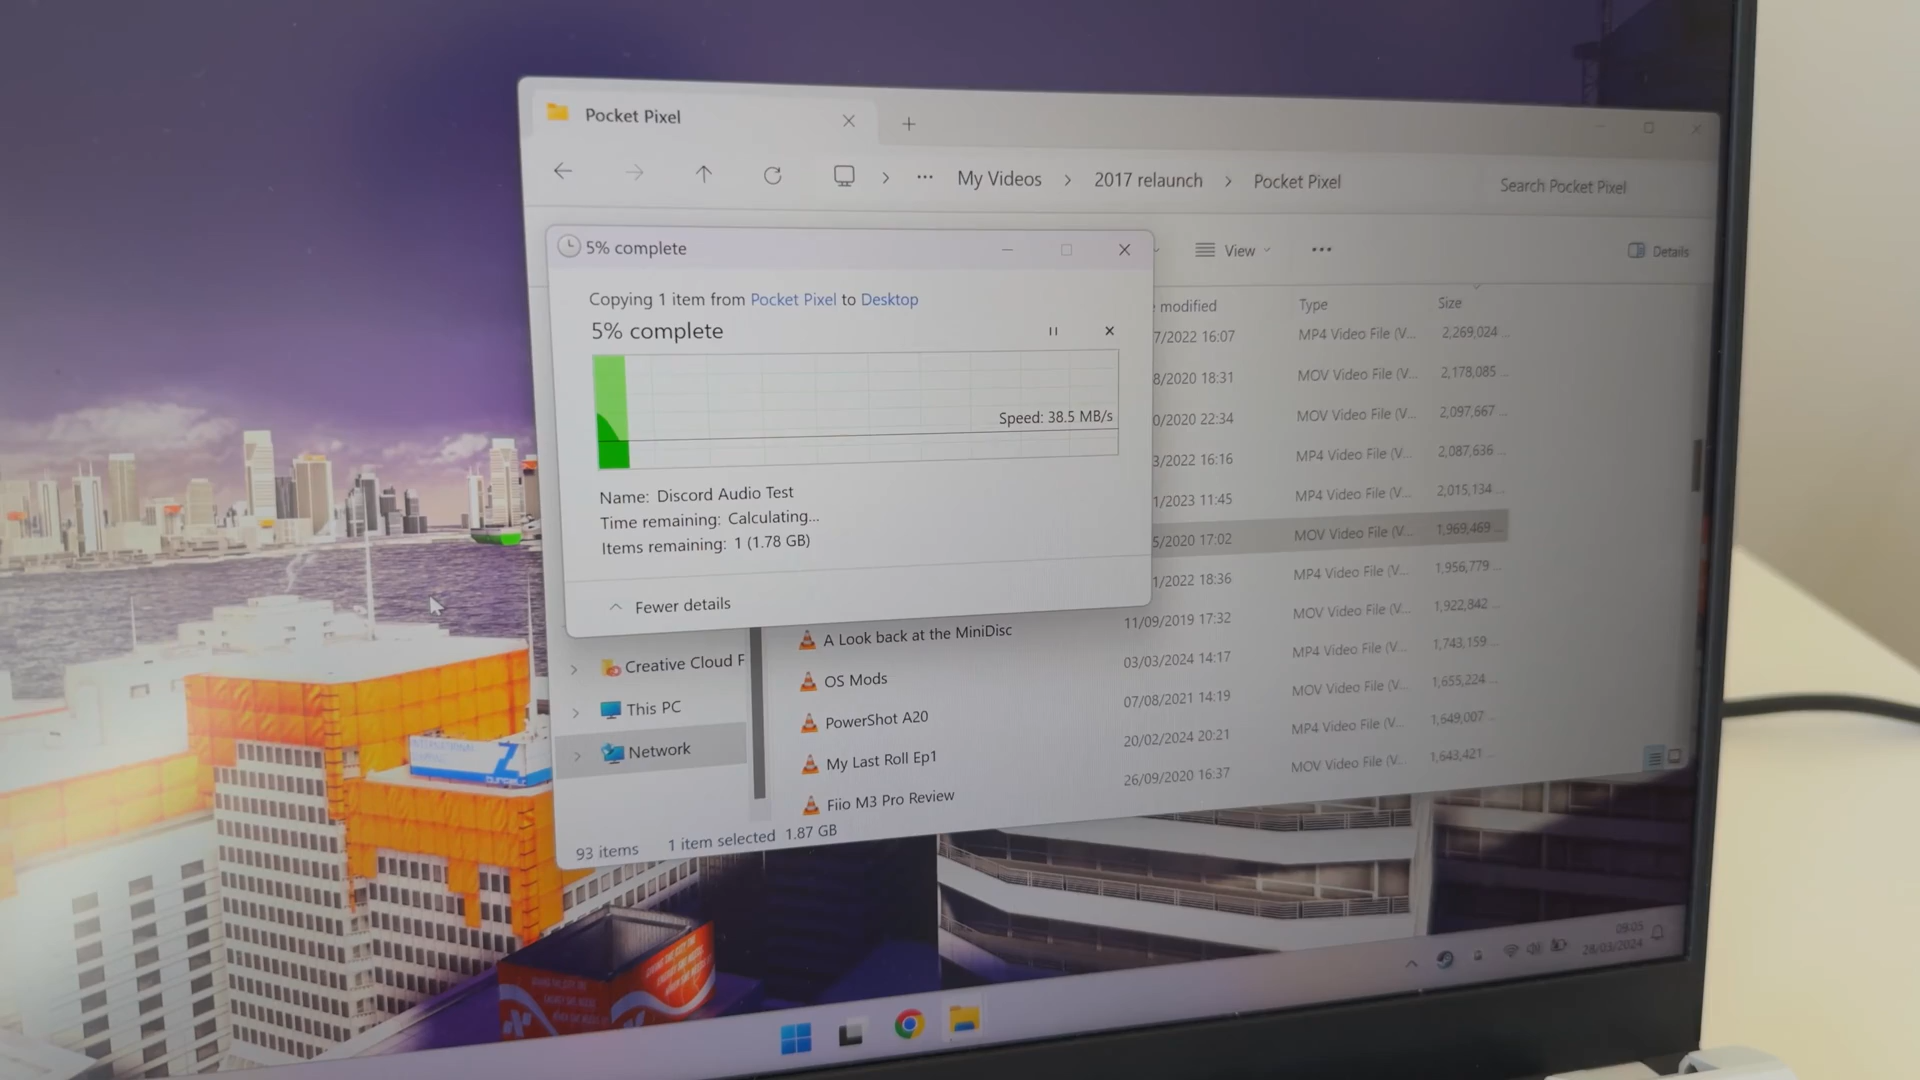 Pocket Pixel
My Videos > 2017 relaunch > Pocket Pixel
Search Pocket Pixel
5% complete
View
Details
Copying 1 item from Pocket Pixel to Desktop
5% complete
Speed: 38.5 MB/s
Name: Discord Audio Test
Time remaining: Calculating...
Items remaining: 1 (1.78 GB)
Fewer details
modified Type Size
7/2022 16:07 MP4 Video File (V... 2,269,024 ...
8/2020 18:31 MOV Video File (V... 2,178,085 ...
0/2020 22:34 MOV Video File (V... 2,097,667 ...
3/2022 16:16 MP4 Video File (V... 2,087,636 ...
1/2023 11:45 MP4 Video File (V... 2,015,134 ...
5/2020 17:02 MOV Video File (V... 1,969,469 ...
1/2022 18:36 MP4 Video File (V... 1,956,779 ...
A Look back at the MiniDisc 11/09/2019 17:32 MOV Video File (V... 1,922,842 ...
OS Mods 03/03/2024 14:17 MP4 Video File (V... 1,743,159 ...
PowerShot A20 07/08/2021 14:19 MOV Video File (V... 1,655,224 ...
My Last Roll Ep1 20/02/2024 20:21 MP4 Video File (V... 1,649,007 ...
Fiio M3 Pro Review 26/09/2020 16:37 MOV Video File (V... 1,643,421 ...
Creative Cloud F
This PC
Network
93 items 1 item selected 1.87 GB
INTERNATIONAL
Z
09:05
28/03/2024